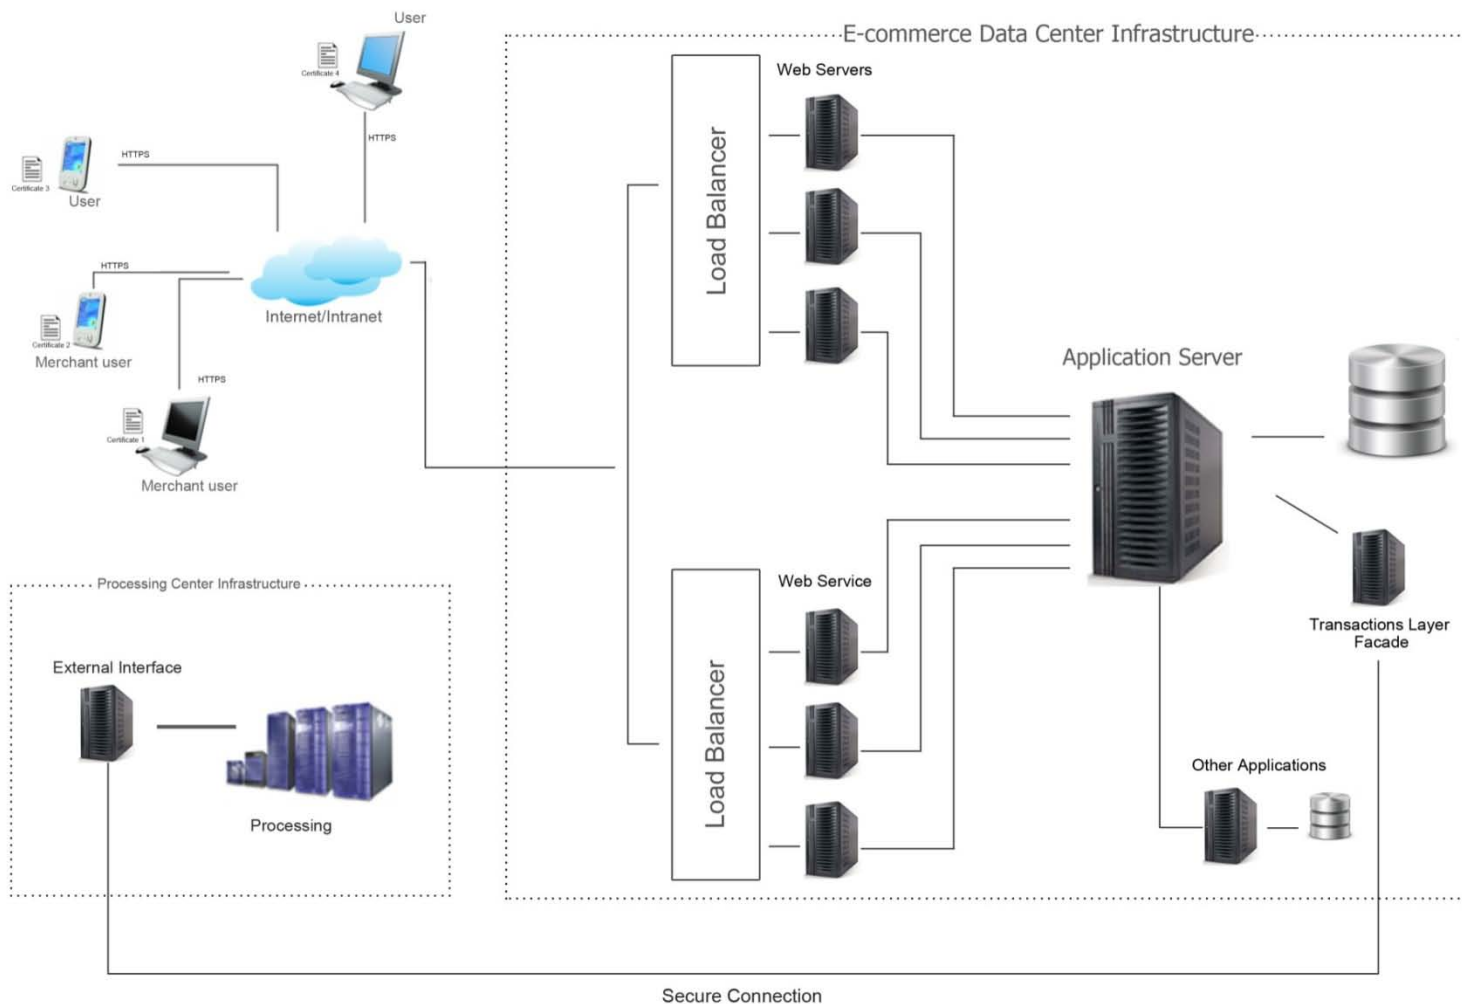 User
E-commerce Data Center Infrastructure
Certificate 4
Web Servers
HTTPS
HTTPS
Certificate 3
User
Load Balancer
HTTPS
Internet/Intranet
Certificate 2
Merchant user
Application Server
HTTPS
Certificate 1
Merchant user
Processing Center Infrastructure
Web Service
Transactions Layer
Facade
External Interface
Load Balancer
Other Applications
Processing
Secure Connection